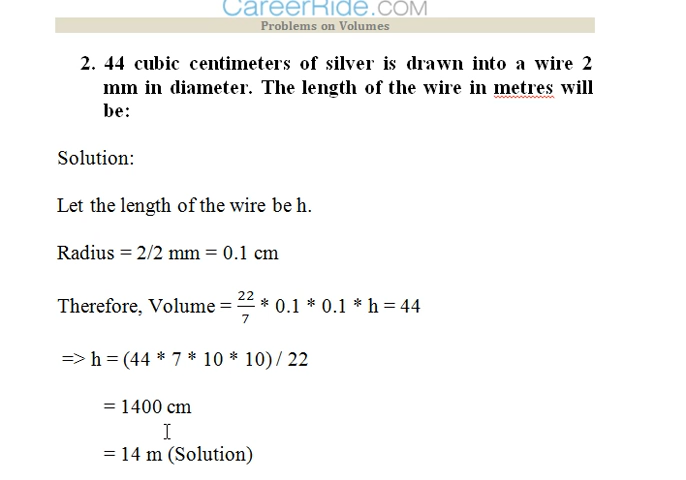 CareerRide.COM
Problems on Volumes
2. 44 cubic centimeters of silver is drawn into a wire 2
mm in diameter. The length of the wire in metres will
be:
Solution:
Let the length of the wire be h.
Radius = 2/2 mm = 0.1 cm
Therefore, Volume = 22/7 * 0.1 * 0.1 * h = 44
=> h = (44 * 7 * 10 * 10) / 22
= 1400 cm
= 14 m (Solution)